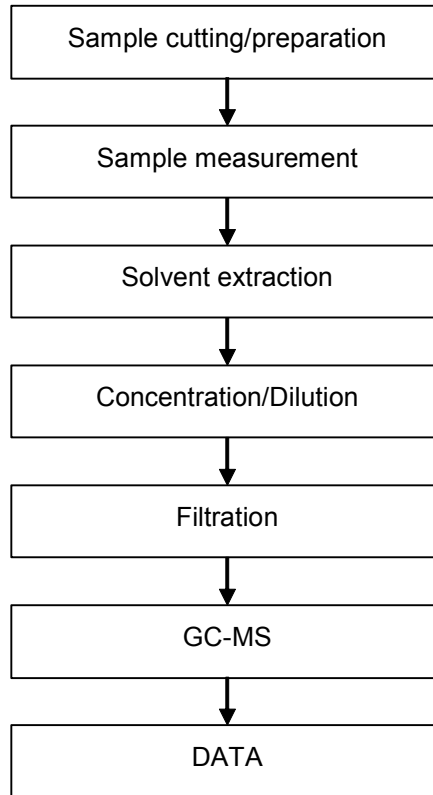 Sample cutting/preparation
Sample measurement
Solvent extraction
Concentration/Dilution
Filtration
GC-MS
DATA